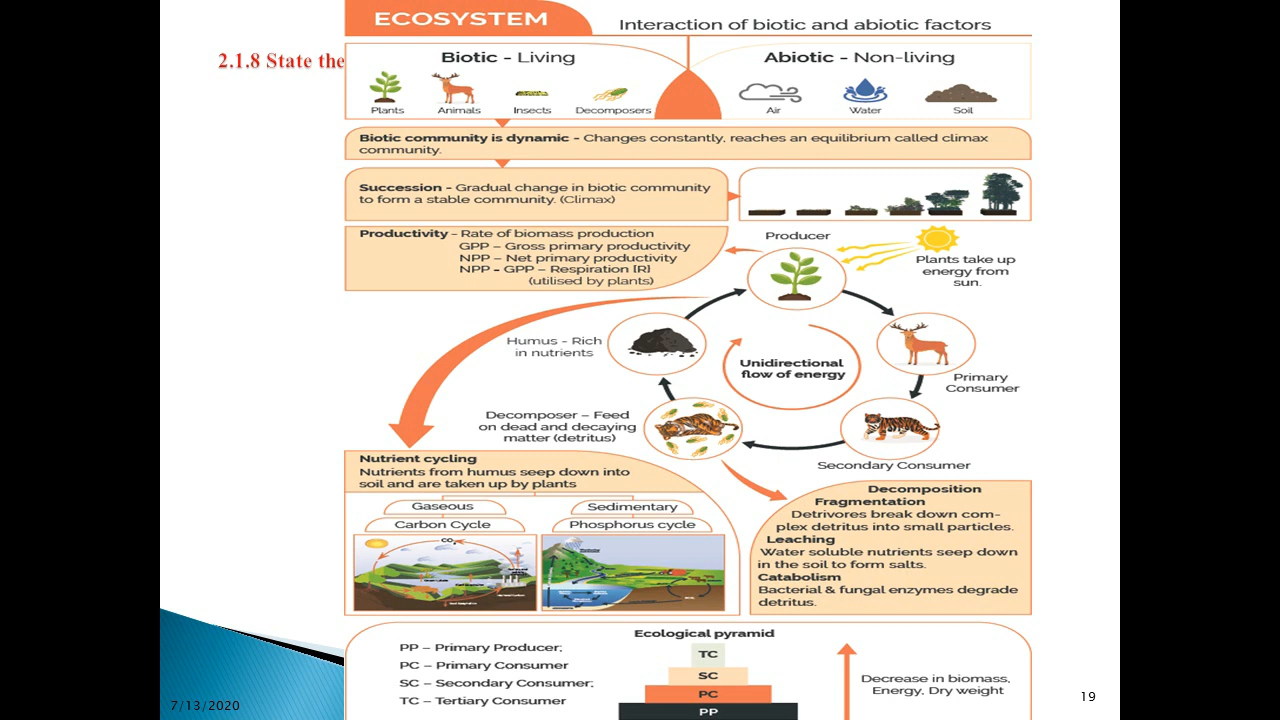 ECOSYSTEM
Interaction of biotic and abiotic factors
2.1.8 State the
Biotic - Living
Abiotic - Non-living
Plants
Animals
Insects
Decomposers
Air
Water
Soil
Biotic community is dynamic - Changes constantly, reaches an equilibrium called climax
community.
Succession - Gradual change in biotic community
to form a stable community. (Climax)
Productivity - Rate of biomass production
GPP – Gross primary productivity
NPP – Net primary productivity
NPP - GPP – Respiration [R]
(utilised by plants)
Producer
Plants take up
energy from
sun.
Humus - Rich
in nutrients
Unidirectional
flow of energy
Primary
Consumer
Decomposer – Feed
on dead and decaying
matter (detritus)
Secondary Consumer
Nutrient cycling
Nutrients from humus seep down into
soil and are taken up by plants
Gaseous
Sedimentary
Carbon Cycle
Phosphorus cycle
CO₂
Decomposition
Fragmentation
Detrivores break down com-
plex detritus into small particles.
Leaching
Water soluble nutrients seep down
in the soil to form salts.
Catabolism
Bacterial & fungal enzymes degrade
detritus.
Ecological pyramid
PP – Primary Producer;
PC – Primary Consumer
SC – Secondary Consumer;
TC – Tertiary Consumer
TC
SC
PC
PP
Decrease in biomass,
Energy, Dry weight
7/13/2020
19